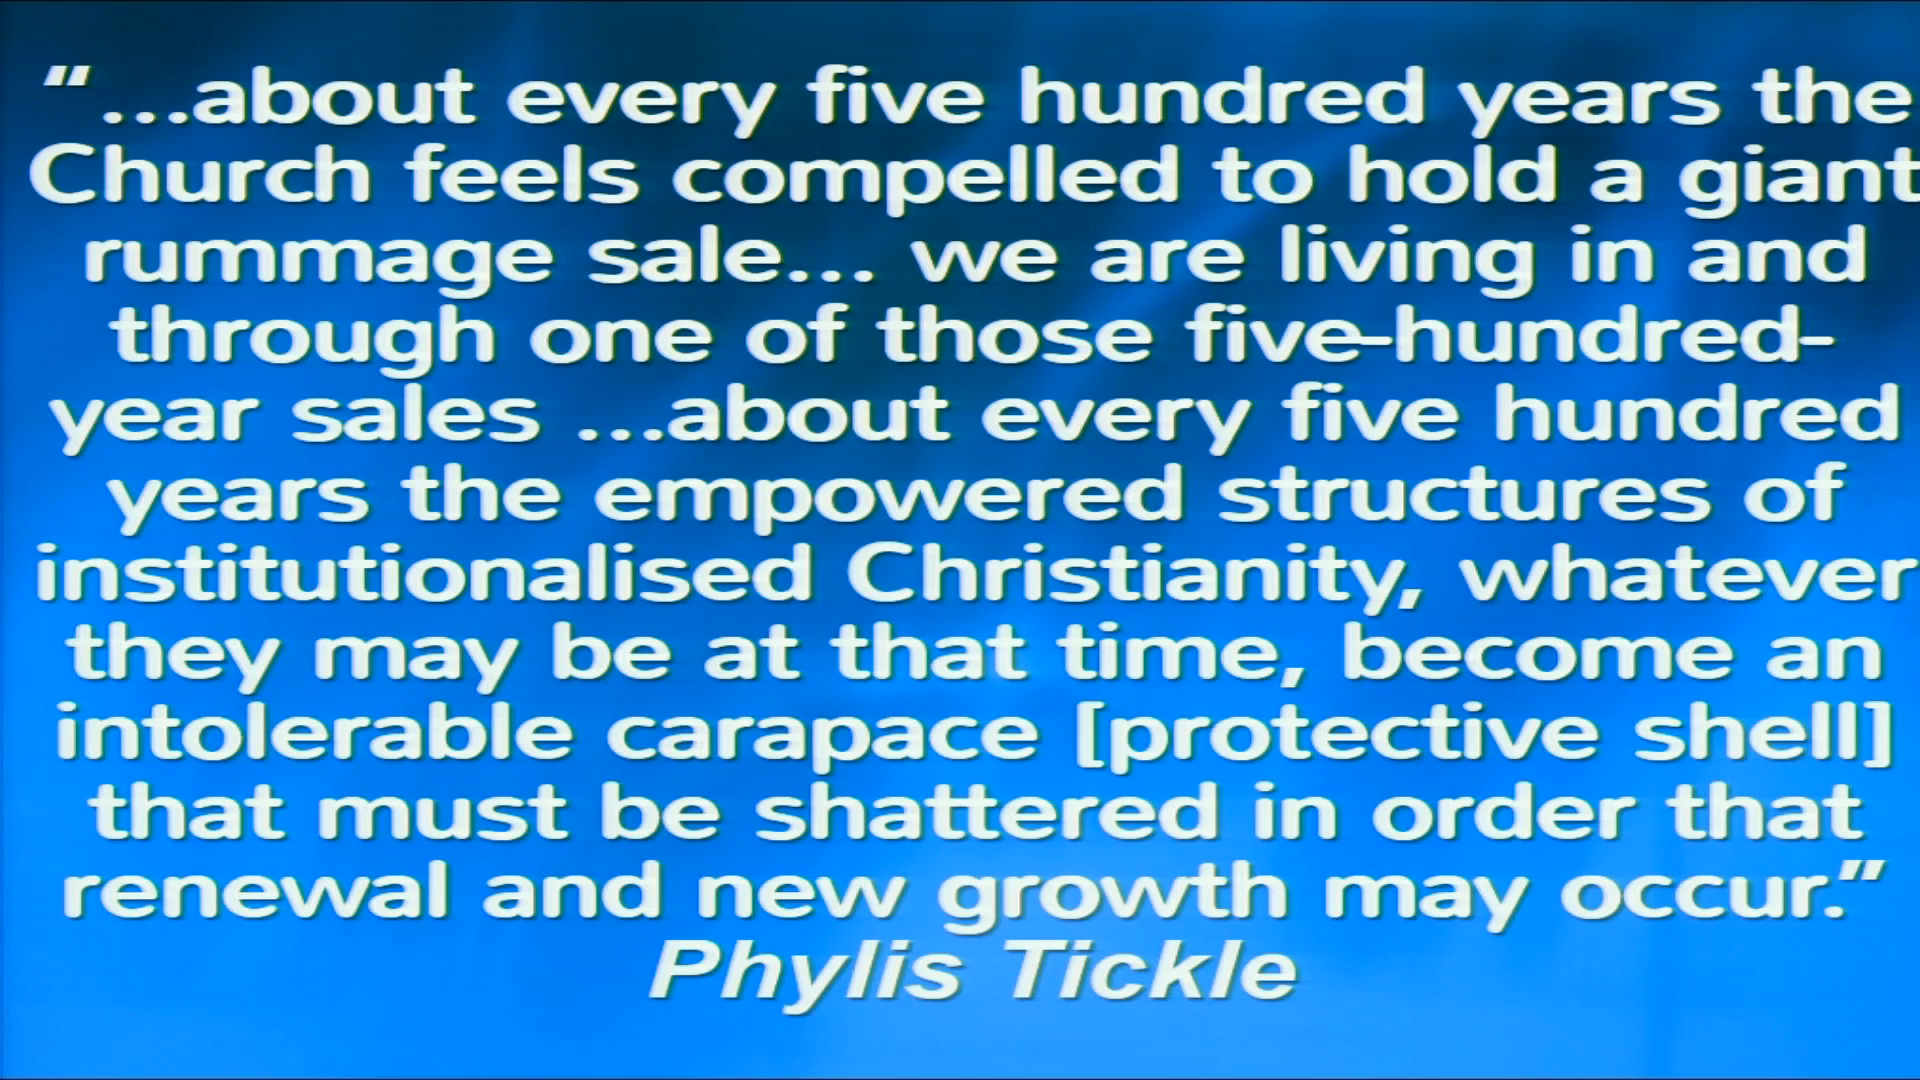 “...about every five hundred years the
Church feels compelled to hold a giant
rummage sale... we are living in and
through one of those five-hundred-
year sales ...about every five hundred
years the empowered structures of
institutionalised Christianity, whatever
they may be at that time, become an
intolerable carapace [protective shell]
that must be shattered in order that
renewal and new growth may occur.”
Phylis Tickle